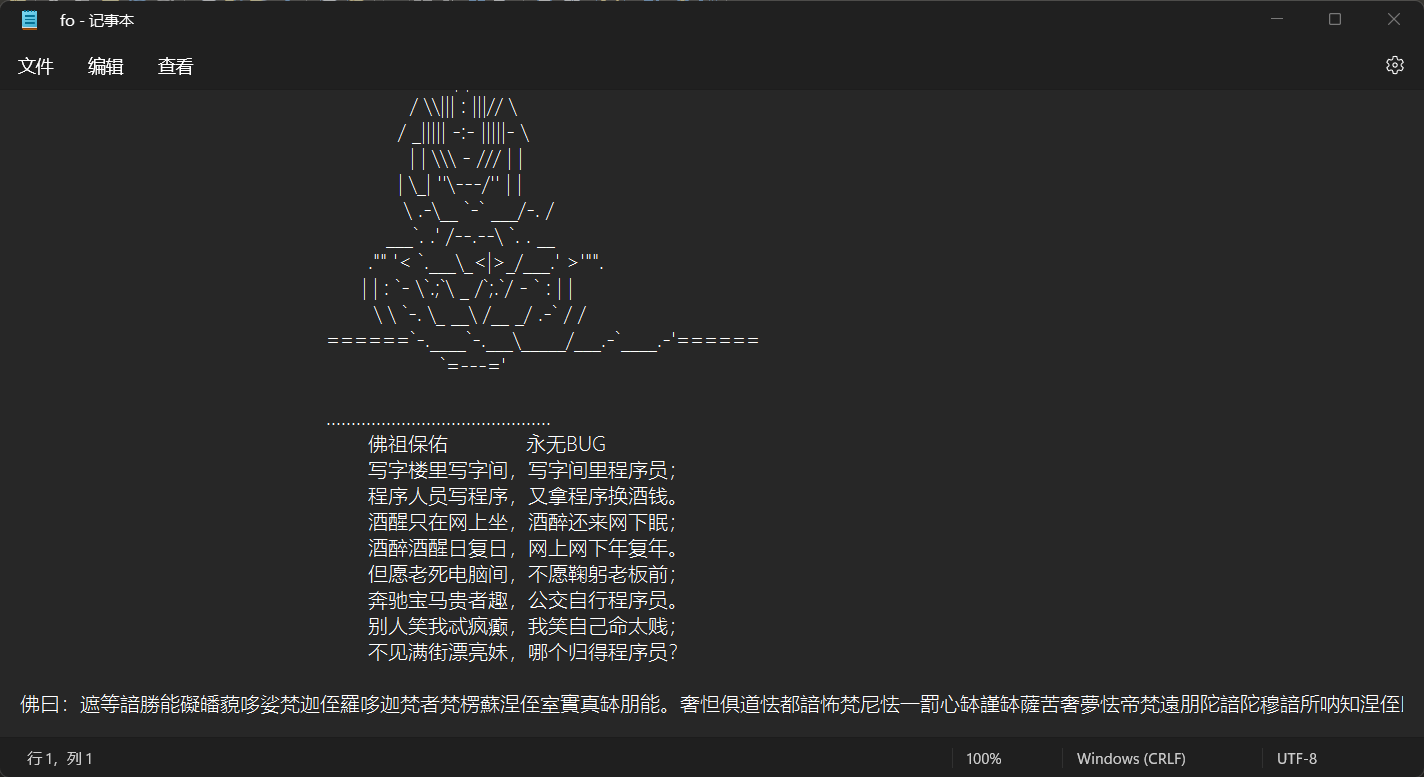 fo - 记事本
文件 编辑 查看
/ \\||| : |||// \
/ _||||| -:- |||||- \
| | \\\ - /// | |
| \_| ''\---/'' | |
\ .-\__ `-` ___/-. /
___`. .' /--.--\ `. . __
."" '< `.___\_<|>_/___.' >'"".
| | : `- \`.;`\ _ /`;.`/ - ` : | |
\ \ `-. \_ __\ /__ _/ .-` / /
======`-.____`-.___\_____/___.-`____.-'======
`=---='
.............................................
佛祖保佑 永无BUG
写字楼里写字间，写字间里程序员；
程序人员写程序，又拿程序换酒钱。
酒醒只在网上坐，酒醉还来网下眠；
酒醉酒醒日复日，网上网下年复年。
但愿老死电脑间，不愿鞠躬老板前；
奔驰宝马贵者趣，公交自行程序员。
别人笑我忒疯癫，我笑自己命太贱；
不见满街漂亮妹，哪个归得程序员？
佛曰：遮等諳勝能礙皤藐哆娑梵迦侄羅哆迦梵者梵楞蘇涅侄室實真缽朋能。奢怛俱道怯都諳怖梵尼怯一罰心缽謹缽薩苦奢夢怯帝梵遠朋陀諳陀穆諳所呐知涅侄
行 1，列 1 100% Windows (CRLF) UTF-8